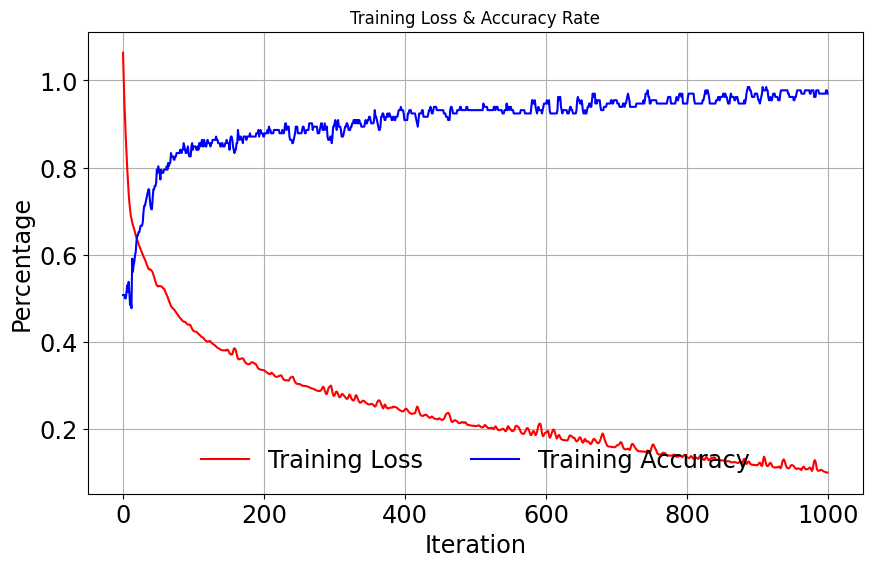 Training Loss & Accuracy Rate
Percentage
1.0
0.8
0.6
0.4
0.2
Training Loss
Training Accuracy
0
200
400
600
800
1000
Iteration